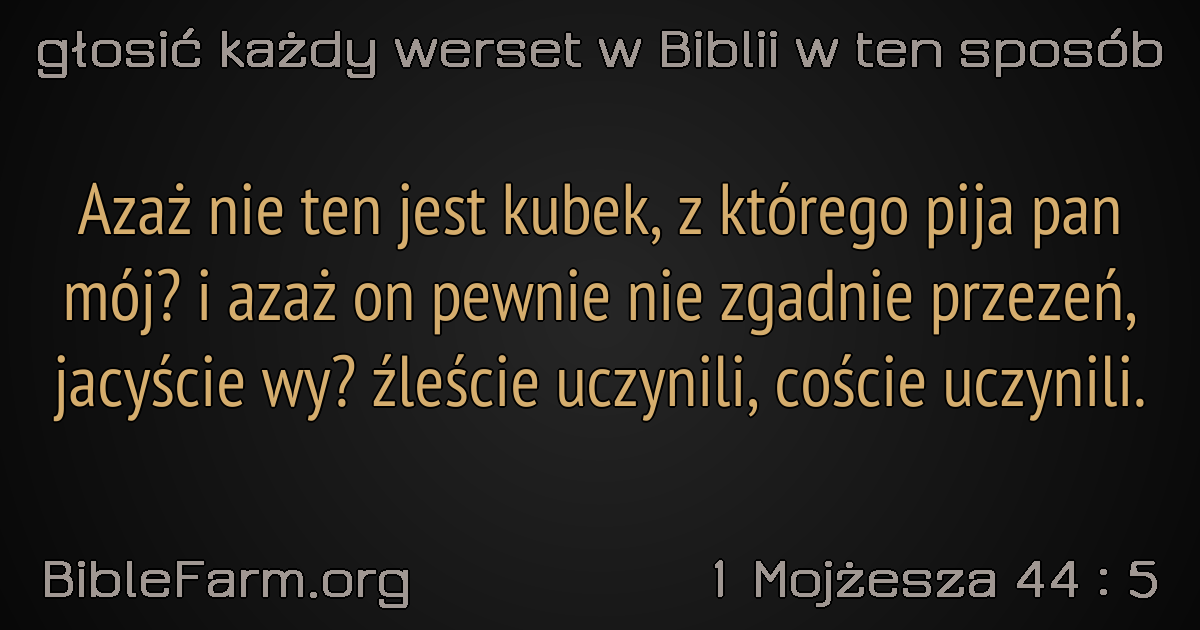 głosić każdy werset w Biblii w ten sposób
Azaż nie ten jest kubek, z którego pija pan
mój? i azaż on pewnie nie zgadnie przezeń,
jacyście wy? źleście uczynili, coście uczynili.
BibleFarm.org
1 Mojżesza 44 : 5